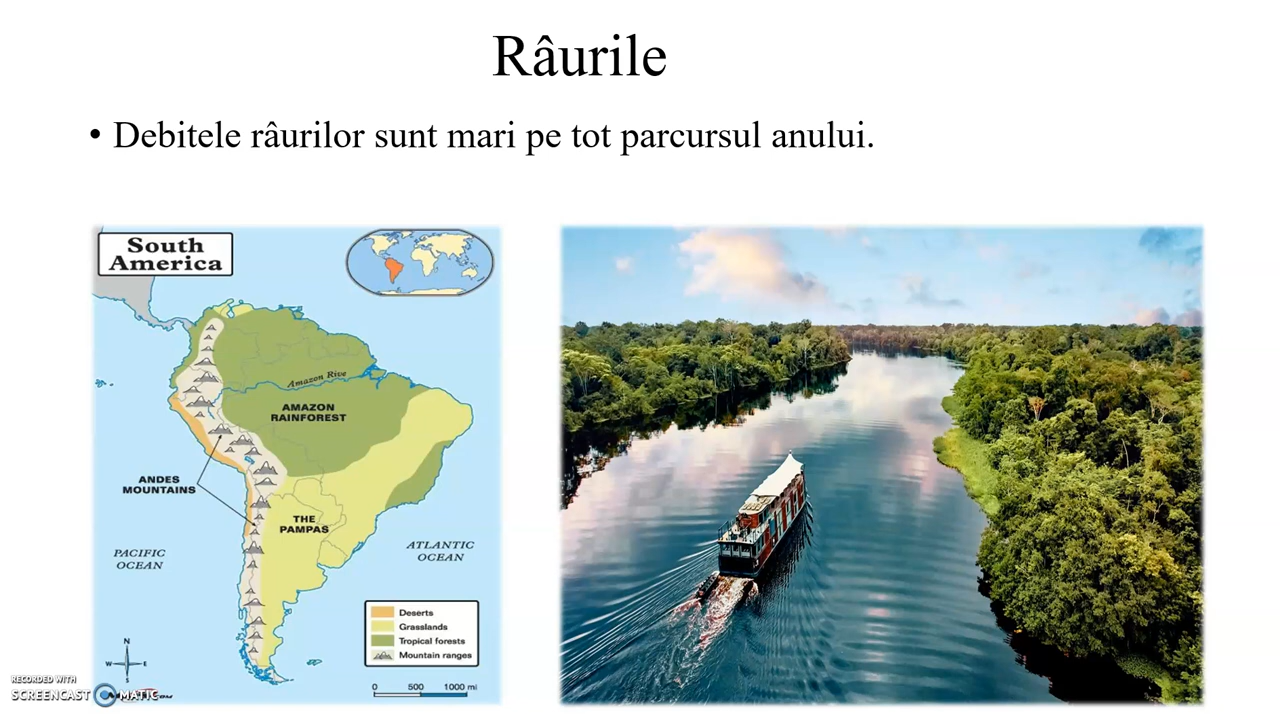 Râurile
• Debitele râurilor sunt mari pe tot parcursul anului.
South
America
Amazon Rive
AMAZON
RAINFOREST
ANDES
MOUNTAINS
THE
PAMPAS
PACIFIC
OCEAN
ATLANTIC
OCEAN
Deserts
Grasslands
Tropical forests
Mountain ranges
N
W E
S
0 500 1000 mi
RECORDED WITH
SCREENCAST MATIC